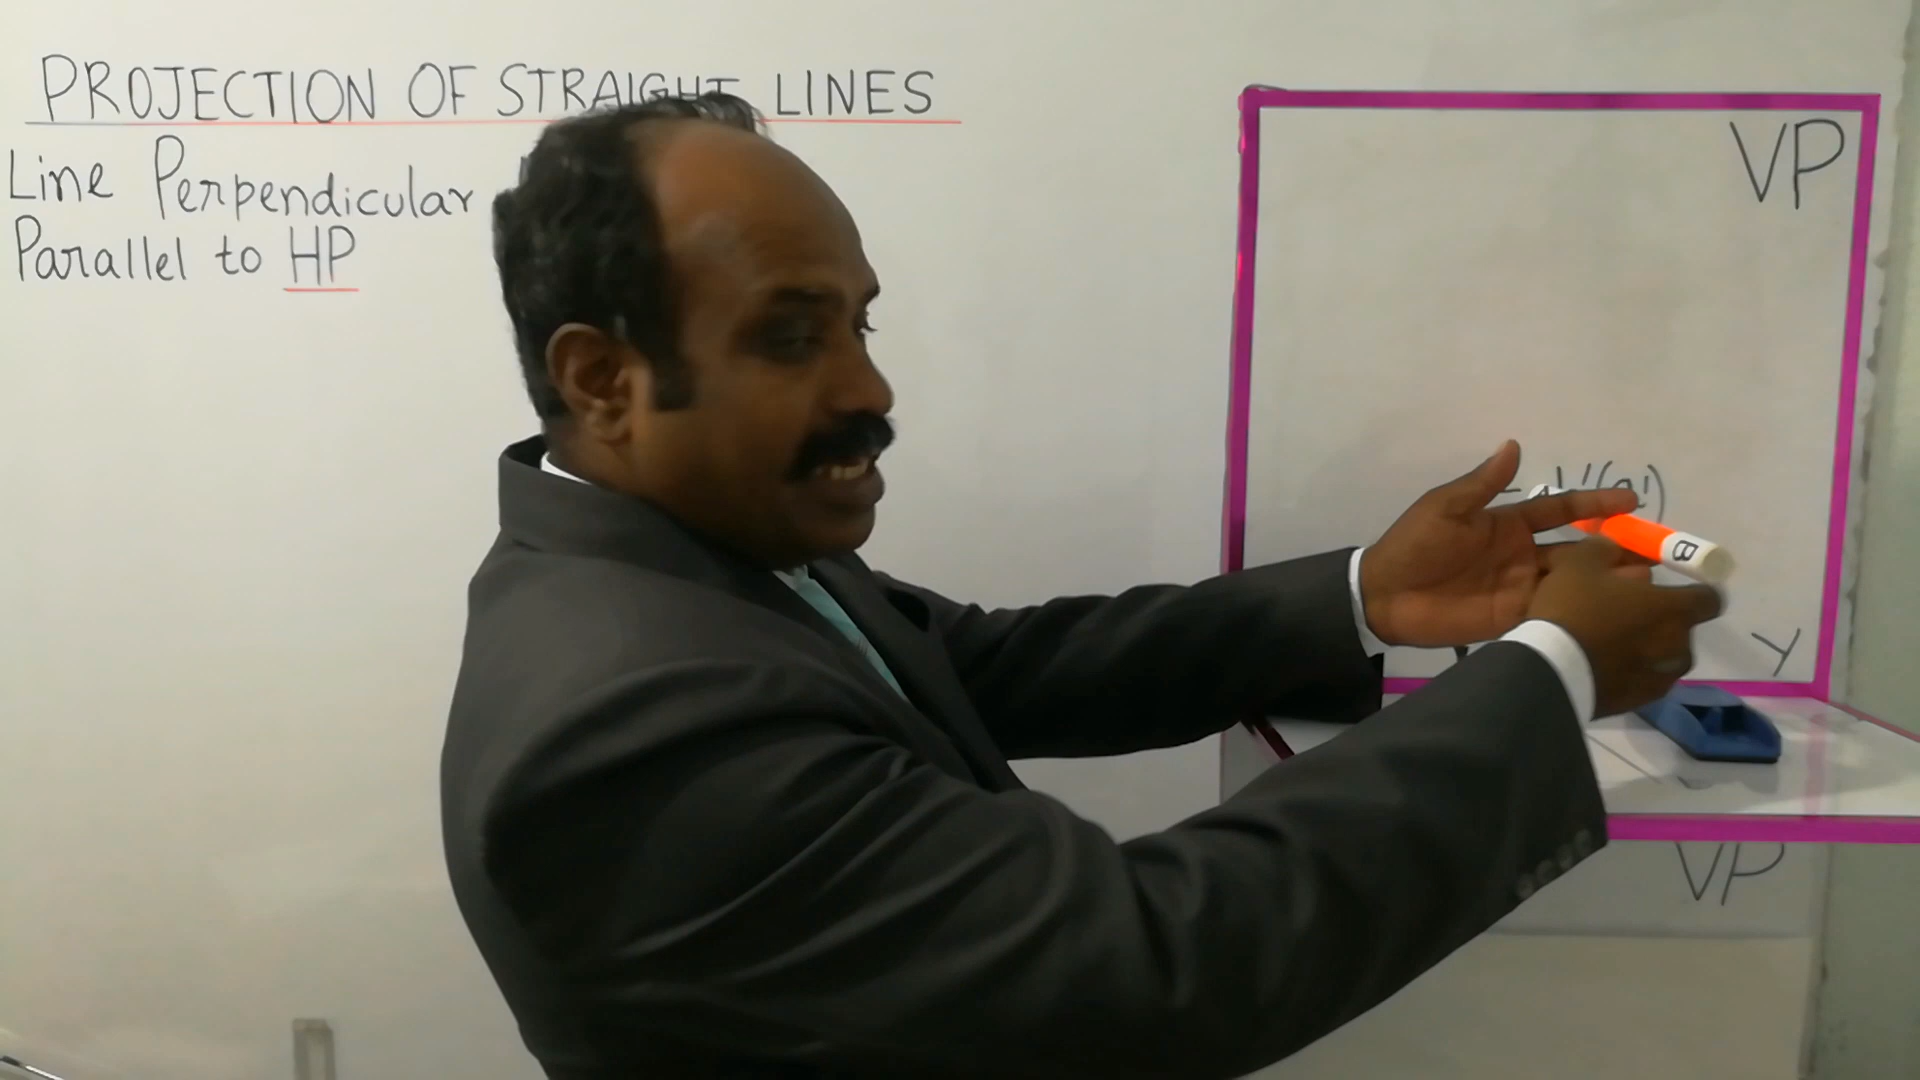 PROJECTION OF STRAIGHT LINES
Line Perpendicular
Parallel to HP
VP
b'(a')
B
Y
VP